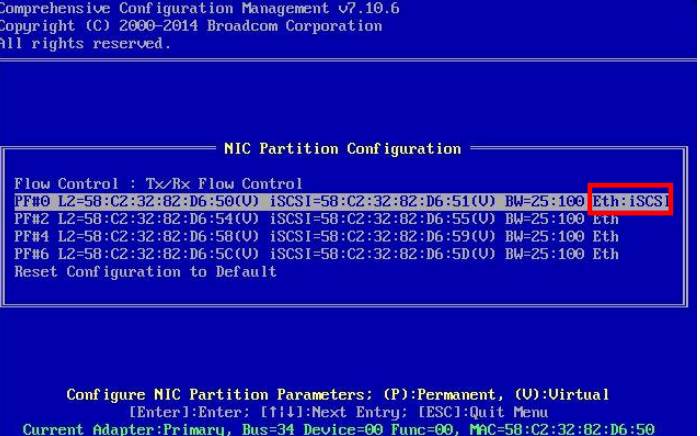 Comprehensive Configuration Management v7.10.6
Copyright (C) 2000-2014 Broadcom Corporation
All rights reserved.
NIC Partition Configuration
Flow Control : Tx/Rx Flow Control
PF#0 L2=58:C2:32:82:D6:50(V) iSCSI=58:C2:32:82:D6:51(V) BW=25:100 Eth:iSCSI
PF#2 L2=58:C2:32:82:D6:54(V) iSCSI=58:C2:32:82:D6:55(V) BW=25:100 Eth
PF#4 L2=58:C2:32:82:D6:58(V) iSCSI=58:C2:32:82:D6:59(V) BW=25:100 Eth
PF#6 L2=58:C2:32:82:D6:5C(V) iSCSI=58:C2:32:82:D6:5D(V) BW=25:100 Eth
Reset Configuration to Default
Configure NIC Partition Parameters; (P):Permanent, (V):Virtual
[Enter]:Enter; [↑¦↓]:Next Entry; [ESC]:Quit Menu
Current Adapter:Primary, Bus=34 Device=00 Func=00, MAC=58:C2:32:82:D6:50